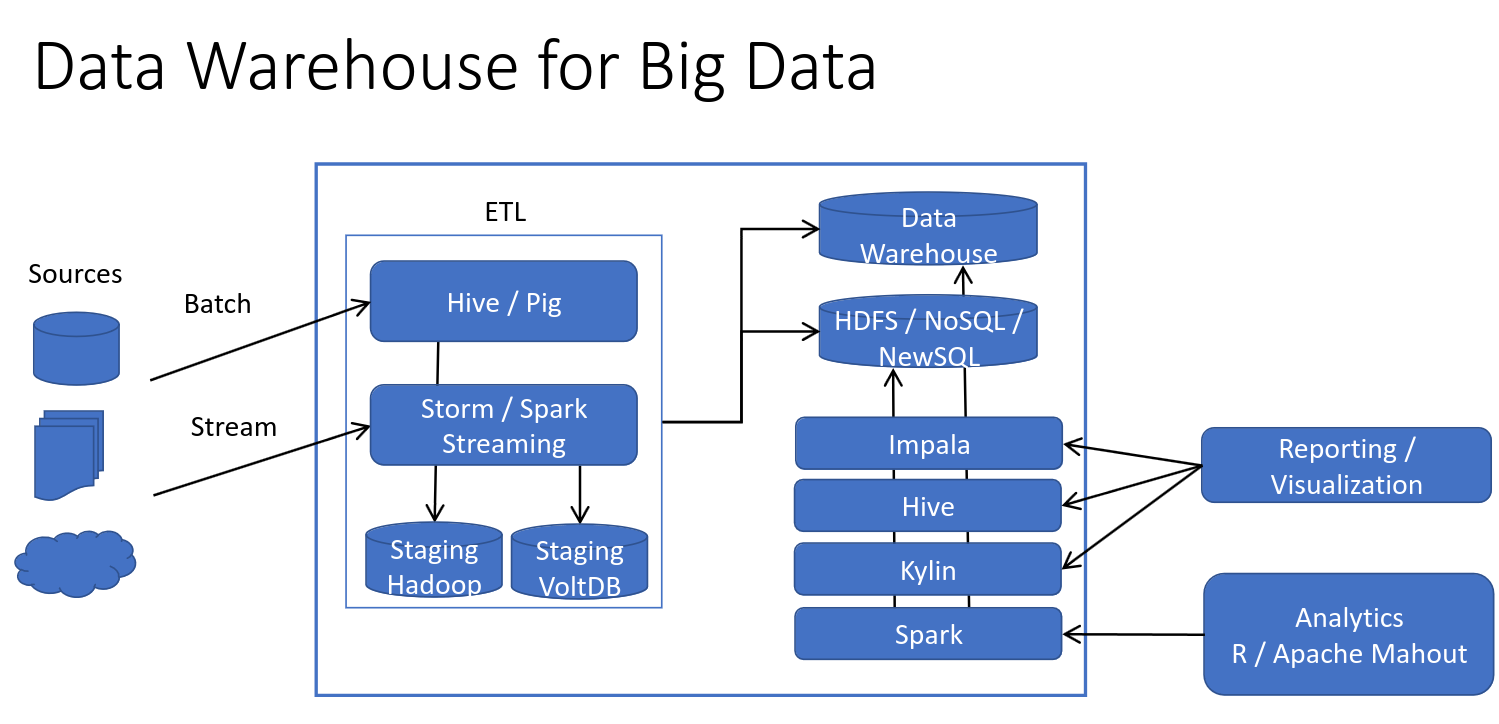 Data Warehouse for Big Data
Sources
Batch
Stream
ETL
Hive / Pig
Storm / Spark
Streaming
Staging
Hadoop
Staging
VoltDB
Data
Warehouse
HDFS / NoSQL /
NewSQL
Impala
Hive
Kylin
Spark
Reporting /
Visualization
Analytics
R / Apache Mahout